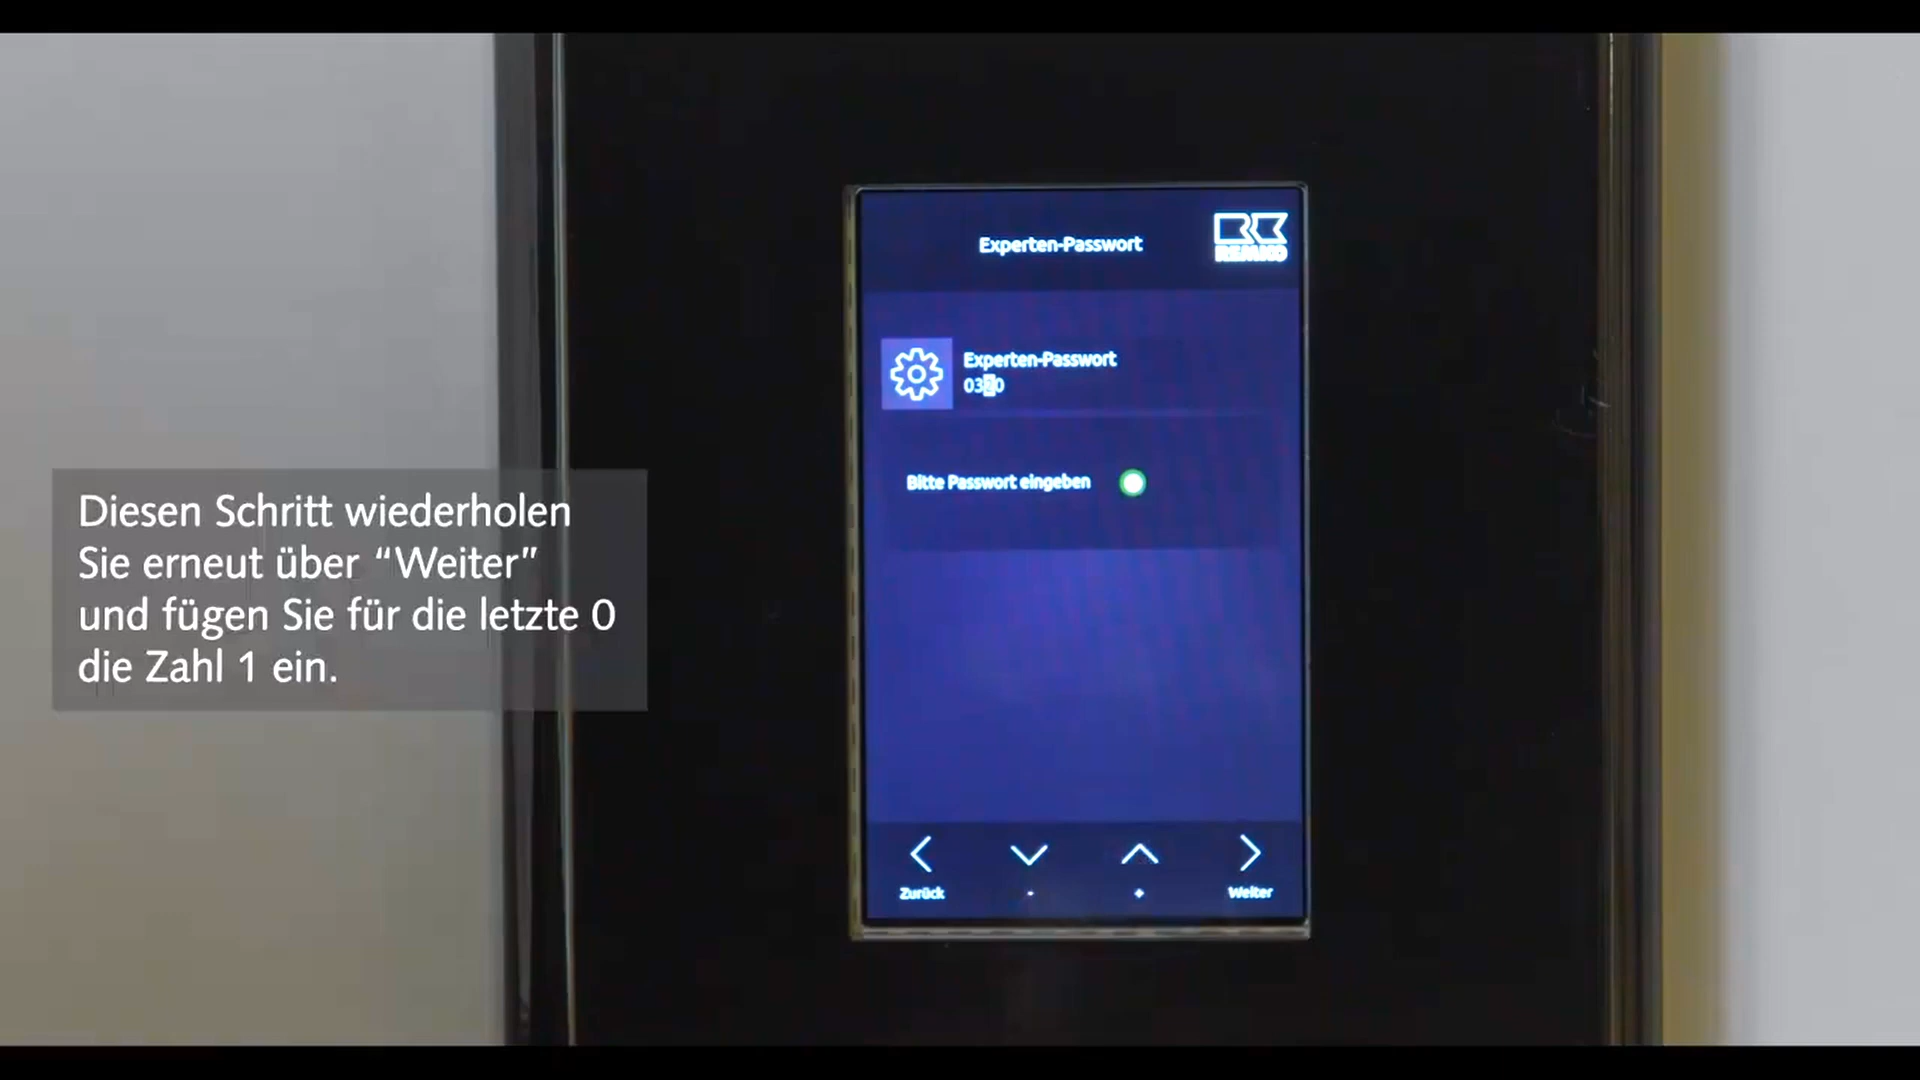 Experten-Passwort
REMKO
Experten-Passwort
Bitte Passwort eingeben
Diesen Schritt wiederholen
Sie erneut über “Weiter”
und fügen Sie für die letzte 0
die Zahl 1 ein.
Zurück - + Weiter